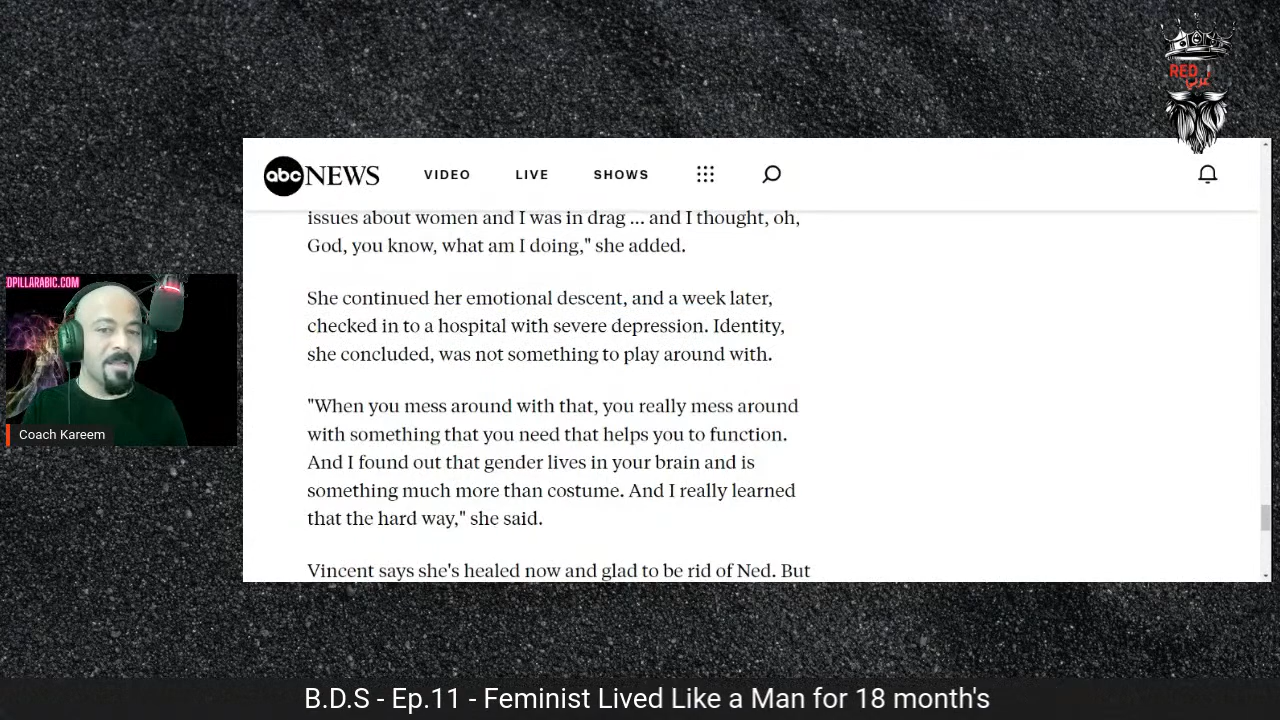 RED
abc NEWS VIDEO LIVE SHOWS
issues about women and I was in drag ... and I thought, oh,
God, you know, what am I doing," she added.
She continued her emotional descent, and a week later,
checked in to a hospital with severe depression. Identity,
she concluded, was not something to play around with.
"When you mess around with that, you really mess around
with something that you need that helps you to function.
And I found out that gender lives in your brain and is
something much more than costume. And I really learned
that the hard way," she said.
Vincent says she's healed now and glad to be rid of Ned. But
DPILLARABIC.COM
Coach Kareem
B.D.S - Ep.11 - Feminist Lived Like a Man for 18 month's